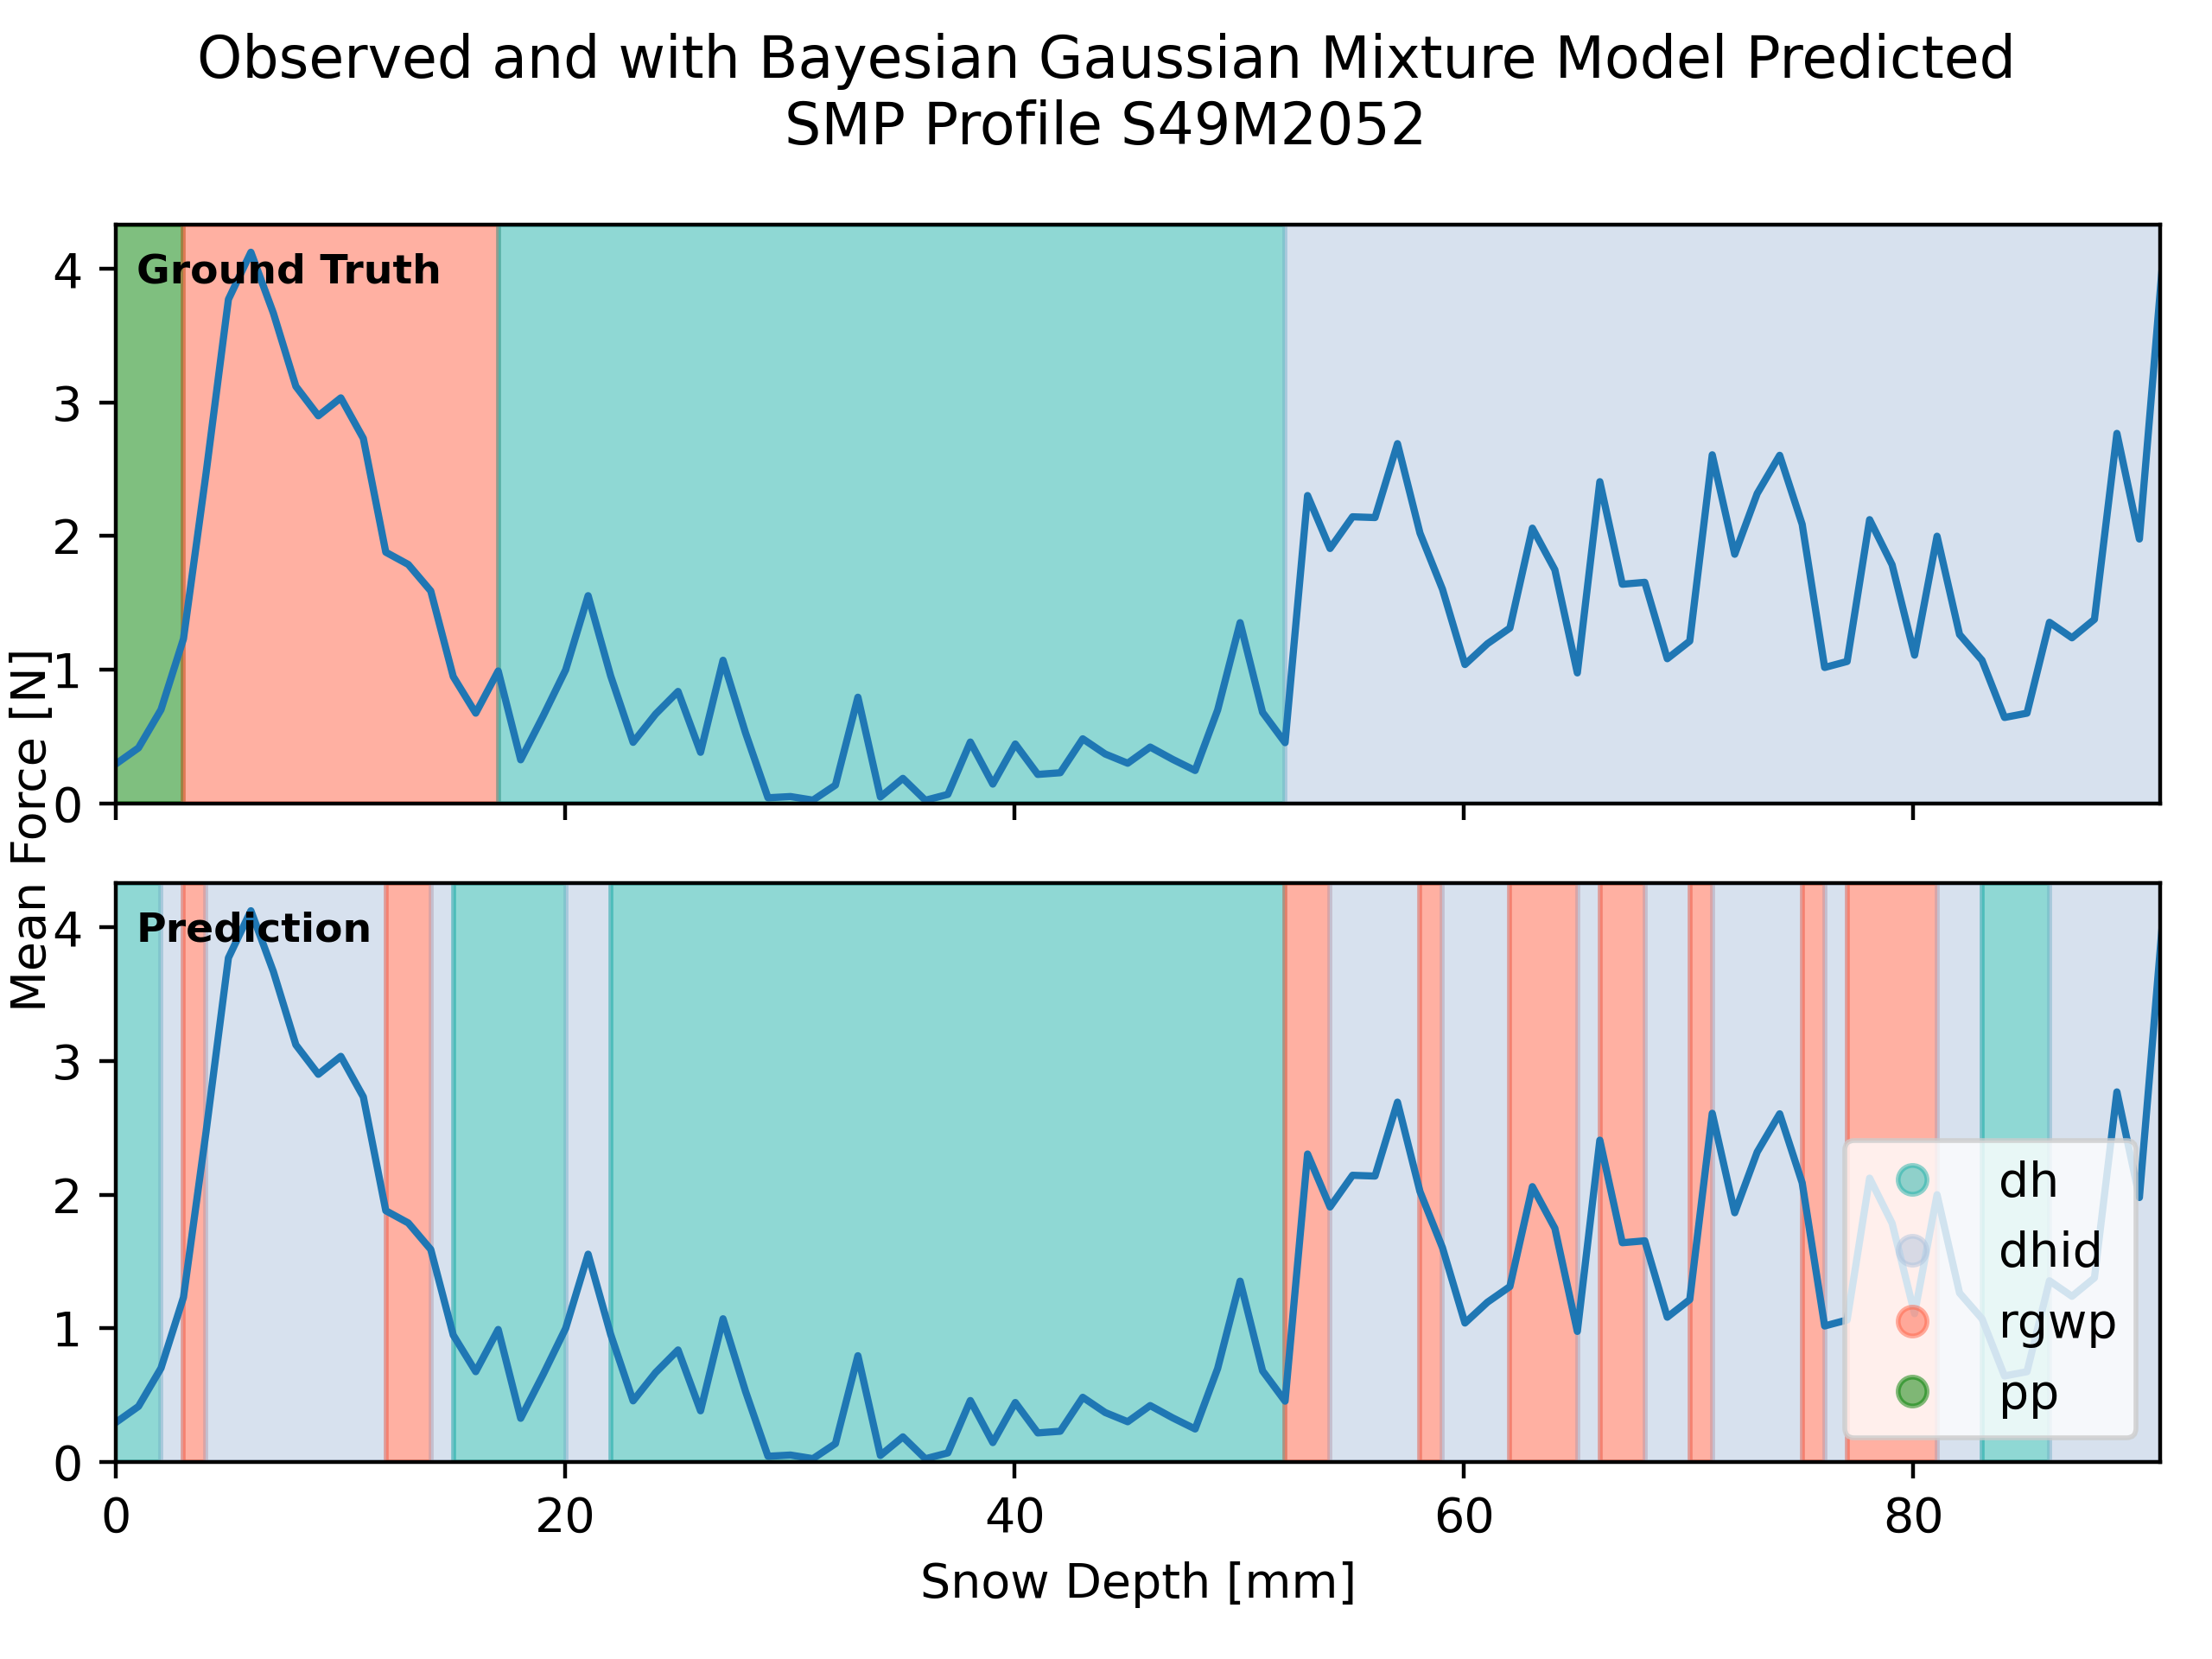 Observed and with Bayesian Gaussian Mixture Model Predicted
SMP Profile S49M2052
Mean Force [N]
4
3
2
1
0
Ground Truth
4
3
2
1
0
Prediction
dh
dhid
rgwp
pp
0 20 40 60 80
Snow Depth [mm]